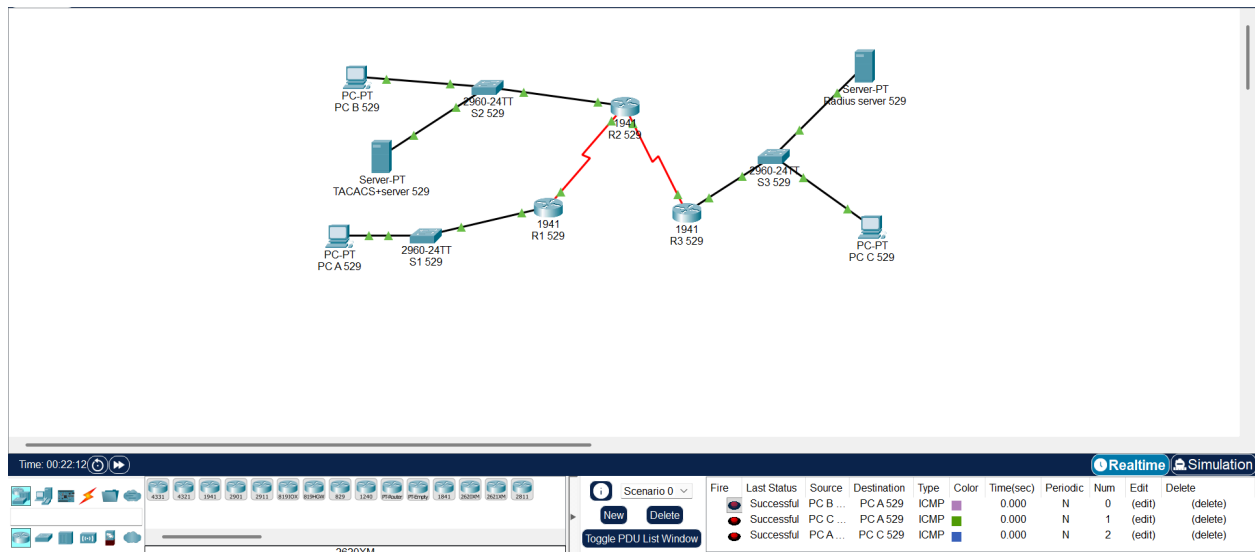 PC-PT
PC B 529
2960-24TT
S2 529
1941
R2 529
Server-PT
Radius server 529
Server-PT
TACACS+server 529
2960-24TT
S3 529
1941
R1 529
1941
R3 529
PC-PT
PC A 529
2960-24TT
S1 529
PC-PT
PC C 529
Time: 00:22:12
Realtime
Simulation
4331 4321 1941 2901 2911 819IOX 819HGW 829 1240 PT-Router PT-Empty 1841 2620XM 2621XM 2811
2620XM
Scenario 0
New
Delete
Toggle PDU List Window
Fire Last Status Source Destination Type Color Time(sec) Periodic Num Edit Delete
Successful PC B ... PC A 529 ICMP 0.000 N 0 (edit) (delete)
Successful PC C ... PC A 529 ICMP 0.000 N 1 (edit) (delete)
Successful PC A ... PC C 529 ICMP 0.000 N 2 (edit) (delete)